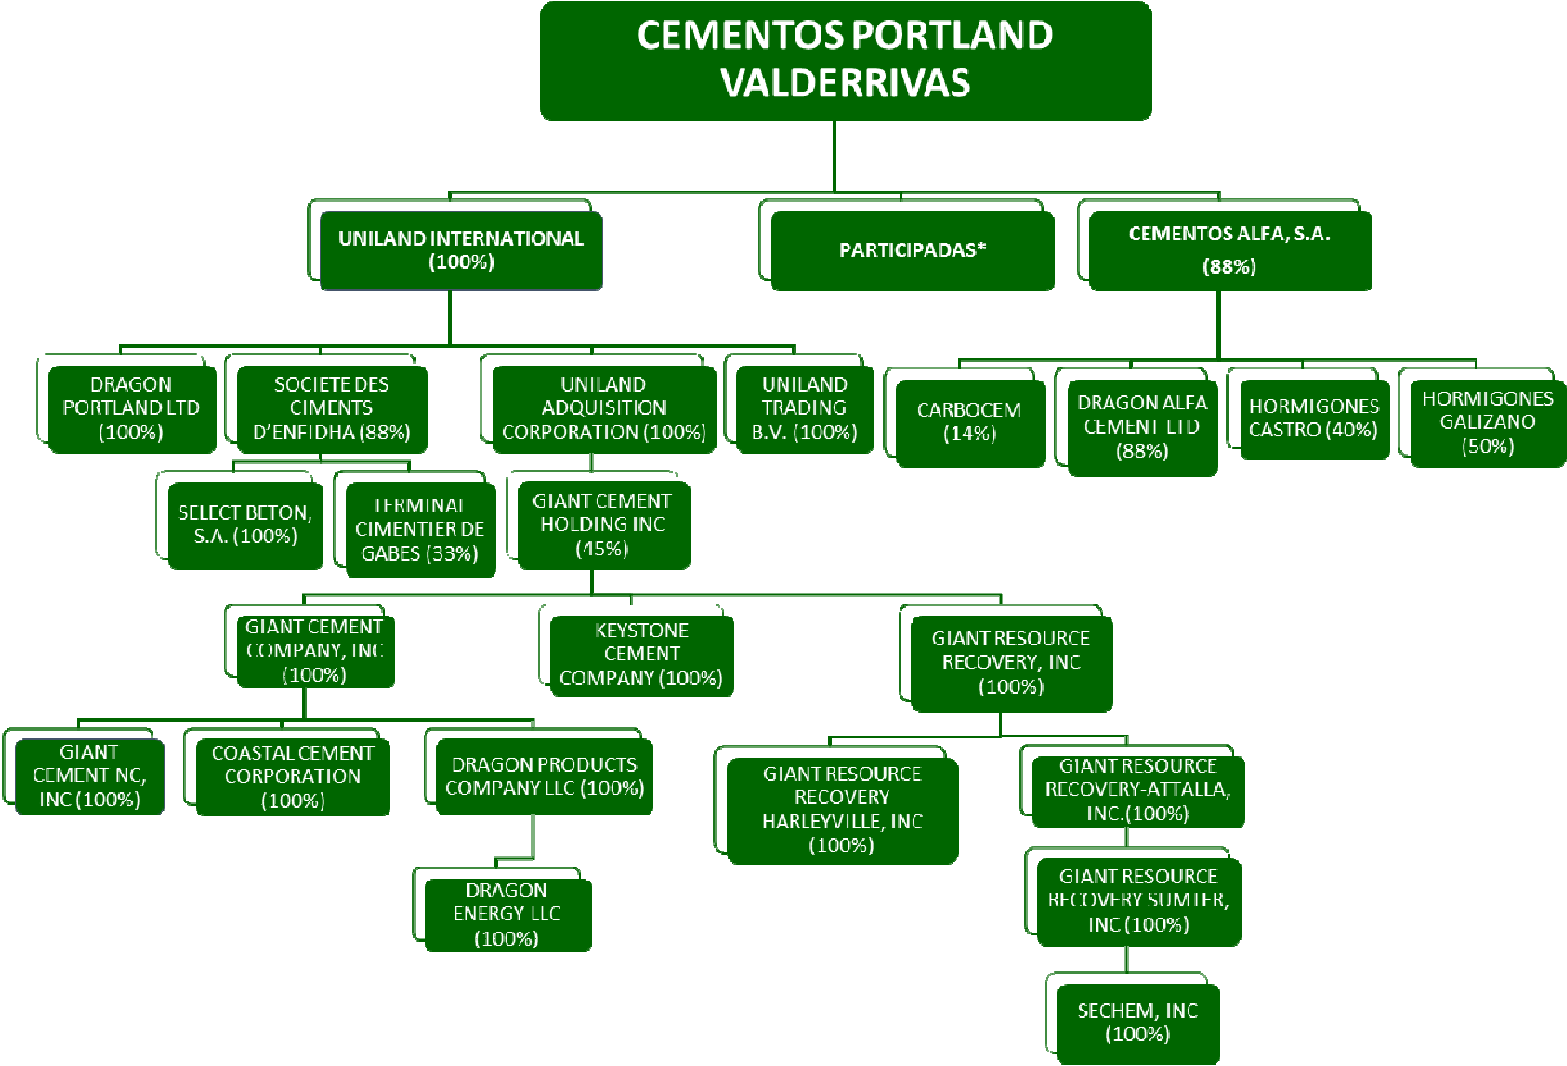 CEMENTOS PORTLAND
VALDERRIVAS
UNILAND INTERNATIONAL
(100%)
PARTICIPADAS*
CEMENTOS ALFA, S.A.
(88%)
DRAGON
PORTLAND LTD
(100%)
SOCIETE DES
CIMENTS
D'ENFIDHA (88%)
UNILAND
ADQUISITION
CORPORATION (100%)
UNILAND
TRADING
B.V. (100%)
CARBOCEM
(14%)
DRAGON ALFA
CEMENT LTD
(88%)
HORMIGONES
CASTRO (40%)
HORMIGONES
GALIZANO
(50%)
SELECT BETON,
S.A. (100%)
TERMINAL
CIMENTIER DE
GABES (33%)
GIANT CEMENT
HOLDING INC
(45%)
GIANT CEMENT
COMPANY, INC
(100%)
KEYSTONE
CEMENT
COMPANY (100%)
GIANT RESOURCE
RECOVERY, INC
(100%)
GIANT
CEMENT NC,
INC (100%)
COASTAL CEMENT
CORPORATION
(100%)
DRAGON PRODUCTS
COMPANY LLC (100%)
GIANT RESOURCE
RECOVERY
HARLEYVILLE, INC
(100%)
GIANT RESOURCE
RECOVERY-ATTALLA,
INC.(100%)
DRAGON
ENERGY LLC
(100%)
GIANT RESOURCE
RECOVERY SUMTER,
INC (100%)
SECHEM, INC
(100%)